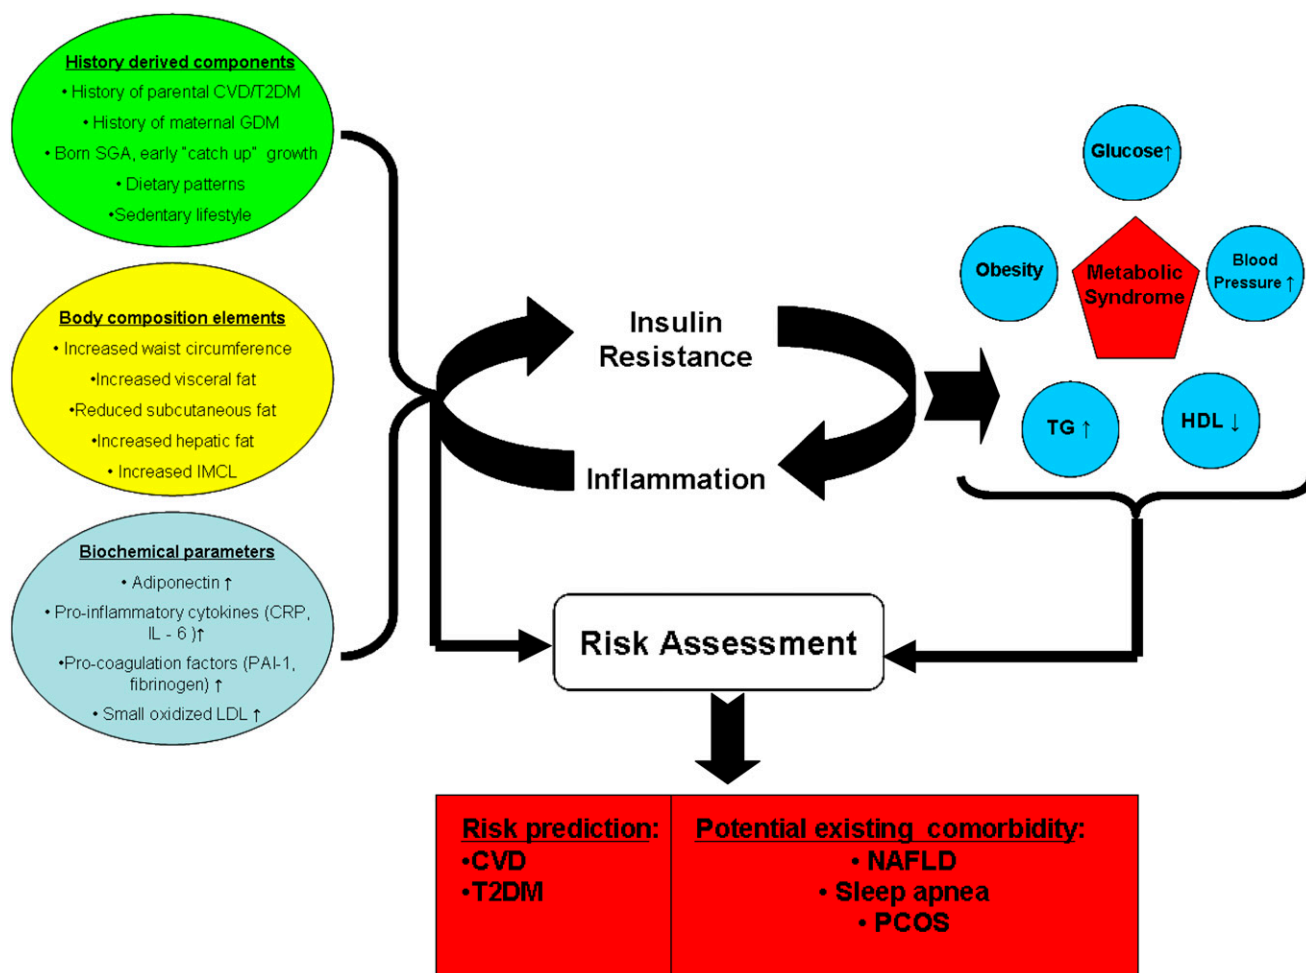 History derived components
• History of parental CVD/T2DM
• History of maternal GDM
• Born SGA, early "catch up" growth
• Dietary patterns
• Sedentary lifestyle
Body composition elements
• Increased waist circumference
•Increased visceral fat
•Reduced subcutaneous fat
•Increased hepatic fat
• Increased IMCL
Biochemical parameters
• Adiponectin ↑
• Pro-inflammatory cytokines (CRP,
IL - 6 )↑
•Pro-coagulation factors (PAI-1,
fibrinogen) ↑
• Small oxidized LDL ↑
Insulin
Resistance
Inflammation
Glucose↑
Obesity
Metabolic
Syndrome
Blood
Pressure ↑
TG ↑
HDL ↓
Risk Assessment
Risk prediction:
•CVD
•T2DM
Potential existing comorbidity:
• NAFLD
• Sleep apnea
• PCOS